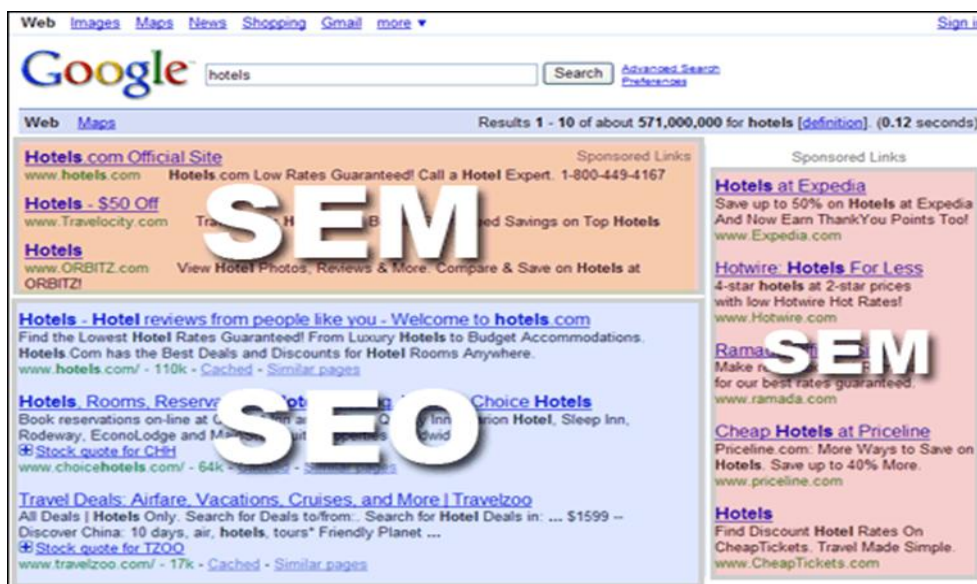 Web Images Maps News Shopping Gmail more ▼ Sign i
Google hotels Search Advanced Search
Preferences
Web Maps Results 1 - 10 of about 571,000,000 for hotels [definition]. (0.12 seconds)
Hotels.com Official Site Sponsored Links
www.hotels.com Hotels.com Low Rates Guaranteed! Call a Hotel Expert. 1-800-449-4167
Hotels - $50 Off
www.Travelocity.com Savings on Top Hotels
Hotels
www.ORBITZ.com View Hotel Photos, Reviews & More. Compare & Save on Hotels at
ORBITZ!
SEM
Hotels - Hotel reviews from people like you - Welcome to hotels.com
Find the Lowest Hotel Rates Guaranteed! From Luxury Hotels to Budget Accommodations.
Hotels.Com has the Best Deals and Discounts for Hotel Rooms Anywhere.
www.hotels.com/ - 110k - Cached - Similar pages
Hotels, Rooms, Choice Hotels
Book reservations on-line at Hotel, Sleep Inn,
Rodeway, EconoLodge and
Stock quote for CHH
www.choicehotels.com/ - 64k - Cached - Similar pages
SEO
Travel Deals: Airfare, Vacations, Cruises, and More | Travelzoo
All Deals | Hotels Only. Search for Deals to/from:. Search for Hotel Deals in: ... $1599 --
Discover China: 10 days, air, hotels, tours* Friendly Planet ...
Stock quote for TZOO
www.travelzoo.com/ - 17k - Cached - Similar pages
Sponsored Links
Hotels at Expedia
Save up to 50% on Hotels at Expedia
And Now Earn ThankYou Points Too!
www.Expedia.com
Hotwire: Hotels For Less
4-star hotels at 2-star prices
with low Hotwire Hot Rates!
www.Hotwire.com
Make
for our best rates guaranteed.
www.ramada.com
SEM
Cheap Hotels at Priceline
Priceline.com: More Ways to Save on
Hotels. Save up to 40% More.
www.priceline.com
Hotels
Find Discount Hotel Rates On
CheapTickets. Travel Made Simple.
www.CheapTickets.com